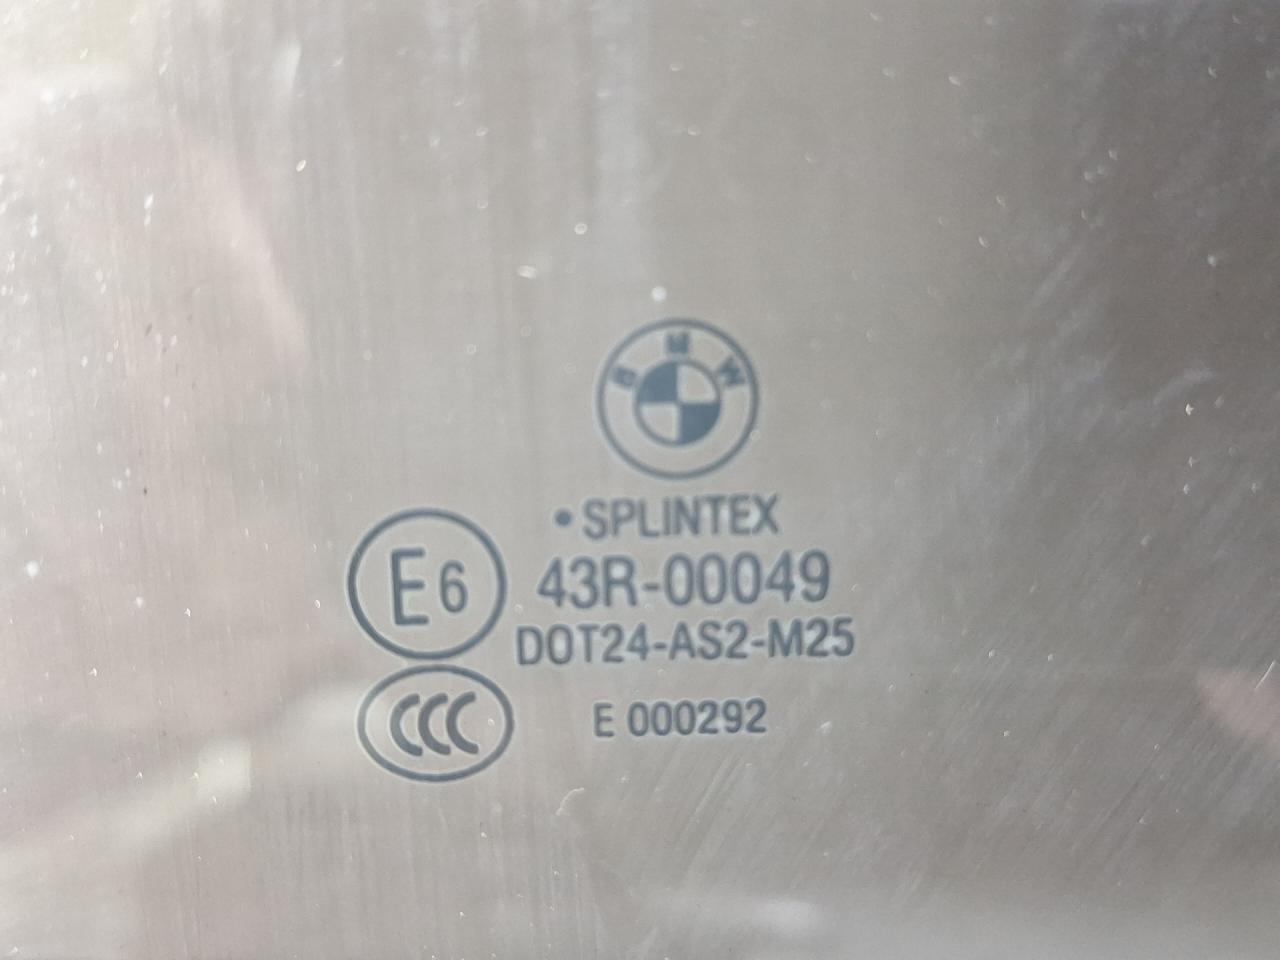 BMW
•SPLINTEX
E6
43R-00049
DOT24-AS2-M25
CCC
E 000292